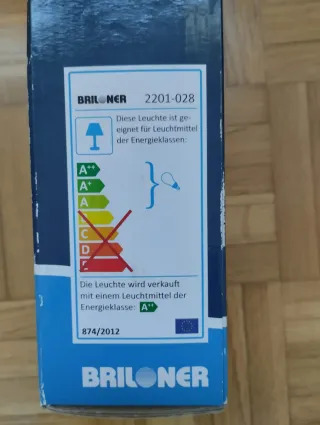 BRILONER 2201-028
Diese Leuchte ist ge-
eignet für Leuchtmittel
der Energieklassen:
A++
A+
A
C
D
E
Die Leuchte wird verkauft
mit einem Leuchtmittel der
Energieklasse: A++
874/2012
BRILONER